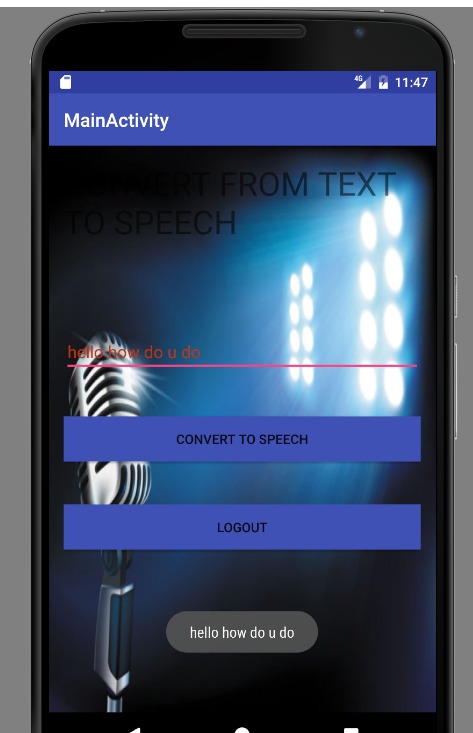 4G 11:47
MainActivity
CONVERT FROM TEXT
TO SPEECH
hello how do u do
CONVERT TO SPEECH
LOGOUT
hello how do u do